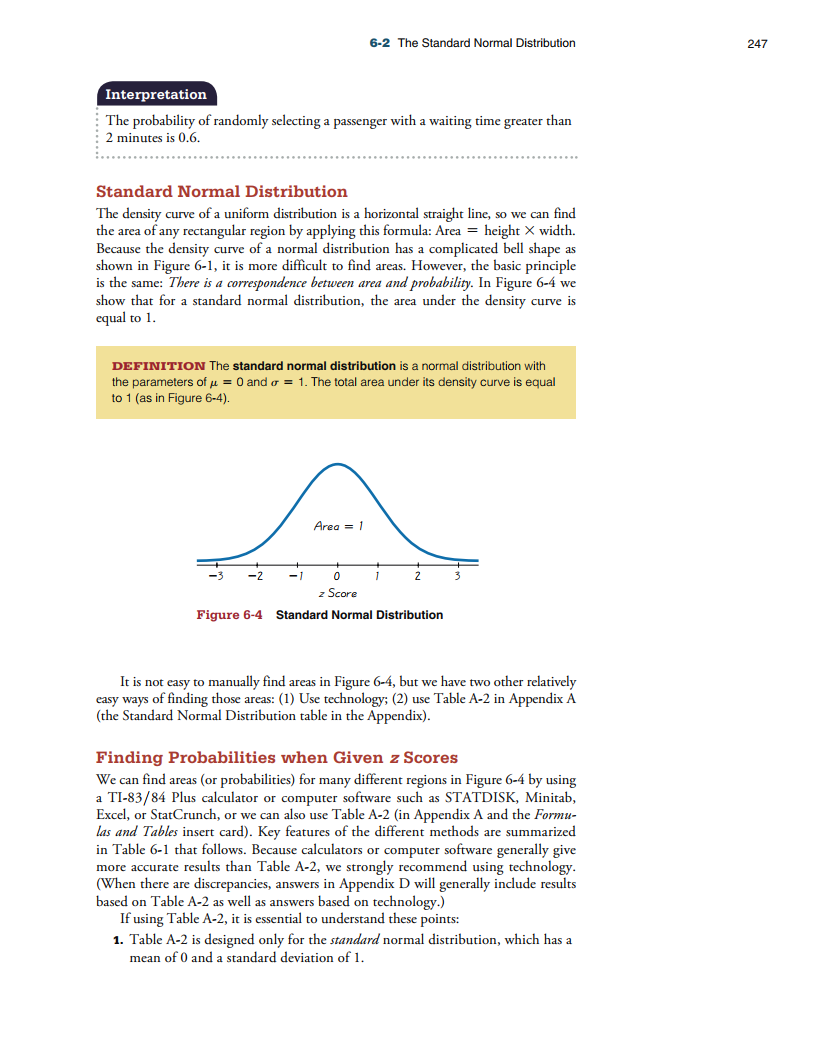 6-2 The Standard Normal Distribution 247
Interpretation
The probability of randomly selecting a passenger with a waiting time greater than
2 minutes is 0.6.
Standard Normal Distribution
The density curve of a uniform distribution is a horizontal straight line, so we can find
the area of any rectangular region by applying this formula: Area = height × width.
Because the density curve of a normal distribution has a complicated bell shape as
shown in Figure 6-1, it is more difficult to find areas. However, the basic principle
is the same: There is a correspondence between area and probability. In Figure 6-4 we
show that for a standard normal distribution, the area under the density curve is
equal to 1.
DEFINITION The standard normal distribution is a normal distribution with
the parameters of μ = 0 and σ = 1. The total area under its density curve is equal
to 1 (as in Figure 6-4).
Area = 1
−3 −2 −1 0 1 2 3
z Score
Figure 6-4 Standard Normal Distribution
It is not easy to manually find areas in Figure 6-4, but we have two other relatively
easy ways of finding those areas: (1) Use technology; (2) use Table A-2 in Appendix A
(the Standard Normal Distribution table in the Appendix).
Finding Probabilities when Given z Scores
We can find areas (or probabilities) for many different regions in Figure 6-4 by using
a TI-83/84 Plus calculator or computer software such as STATDISK, Minitab,
Excel, or StatCrunch, or we can also use Table A-2 (in Appendix A and the Formu-
las and Tables insert card). Key features of the different methods are summarized
in Table 6-1 that follows. Because calculators or computer software generally give
more accurate results than Table A-2, we strongly recommend using technology.
(When there are discrepancies, answers in Appendix D will generally include results
based on Table A-2 as well as answers based on technology.)
If using Table A-2, it is essential to understand these points:
1. Table A-2 is designed only for the standard normal distribution, which has a
mean of 0 and a standard deviation of 1.